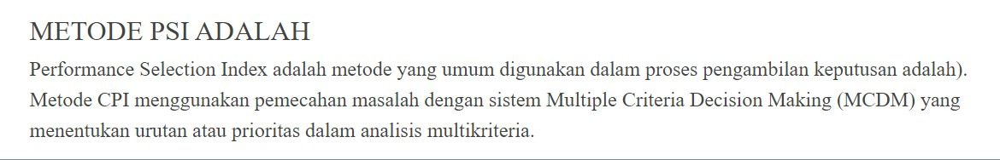 METODE PSI ADALAH
Performance Selection Index adalah metode yang umum digunakan dalam proses pengambilan keputusan adalah).
Metode CPI menggunakan pemecahan masalah dengan sistem Multiple Criteria Decision Making (MCDM) yang
menentukan urutan atau prioritas dalam analisis multikriteria.